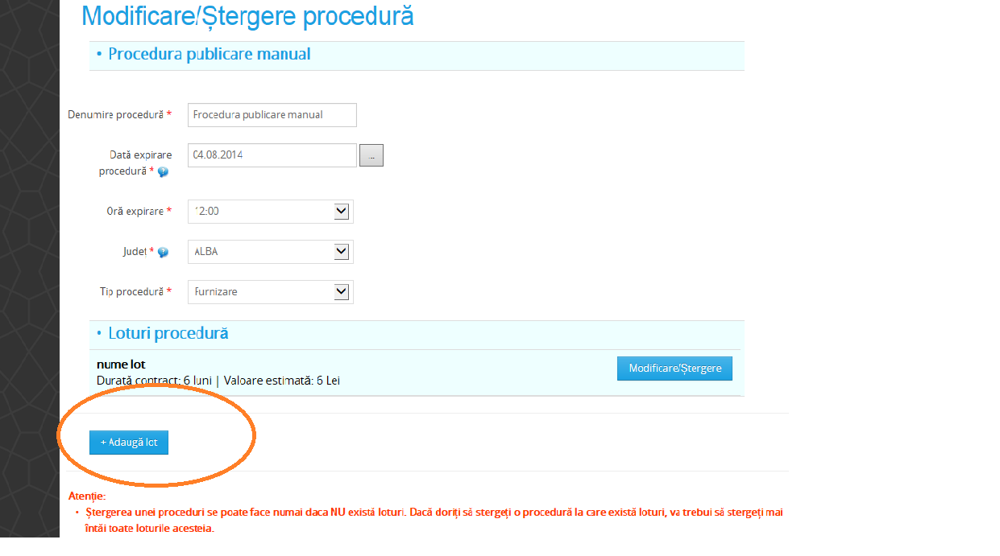 Modificare/Ștergere procedură
• Procedura publicare manual
Denumire procedură *
Procedura publicare manual
Dată expirare
procedură *
04.08.2014
...
Oră expirare *
12:00
Județ *
ALBA
Tip procedură *
Furnizare
• Loturi procedură
nume lot
Durată contract: 6 luni | Valoare estimată: 6 Lei
Modificare/Ștergere
+ Adaugă lot
Atenție:
• Ștergerea unei proceduri se poate face numai daca NU există loturi. Dacă doriți să stergeți o procedură la care există loturi, va trebui să stergeți mai
întâi toate loturile acesteia.